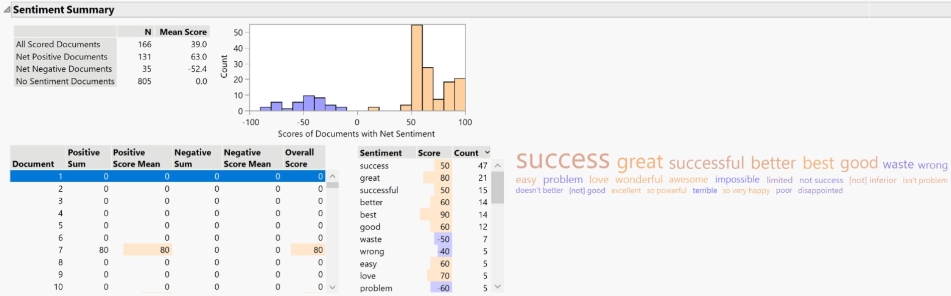 Sentiment Summary
N Mean Score
All Scored Documents 166 39.0
Net Positive Documents 131 63.0
Net Negative Documents 35 -52.4
No Sentiment Documents 805 0.0
Count
50
40
30
20
10
0
-100 -50 0 50 100
Scores of Documents with Net Sentiment
Document Positive Sum Positive Score Mean Negative Sum Negative Score Mean Overall Score
1 0 0 0 0 0
2 0 0 0 0 0
3 0 0 0 0 0
4 0 0 0 0 0
5 0 0 0 0 0
6 0 0 0 0 0
7 80 80 0 0 80
8 0 0 0 0 0
9 0 0 0 0 0
10 0 0 0 0 0
Sentiment Score Count
success 50 47
great 80 21
successful 50 15
better 60 14
best 90 14
good 60 12
waste -50 7
wrong -40 5
easy 60 5
love 70 5
problem -60 5
success great successful better best good waste wrong
easy problem love wonderful awesome impossible limited not success [not] inferior isn't problem
doesn't better [not] good excellent so powerful terrible so very happy poor disappointed